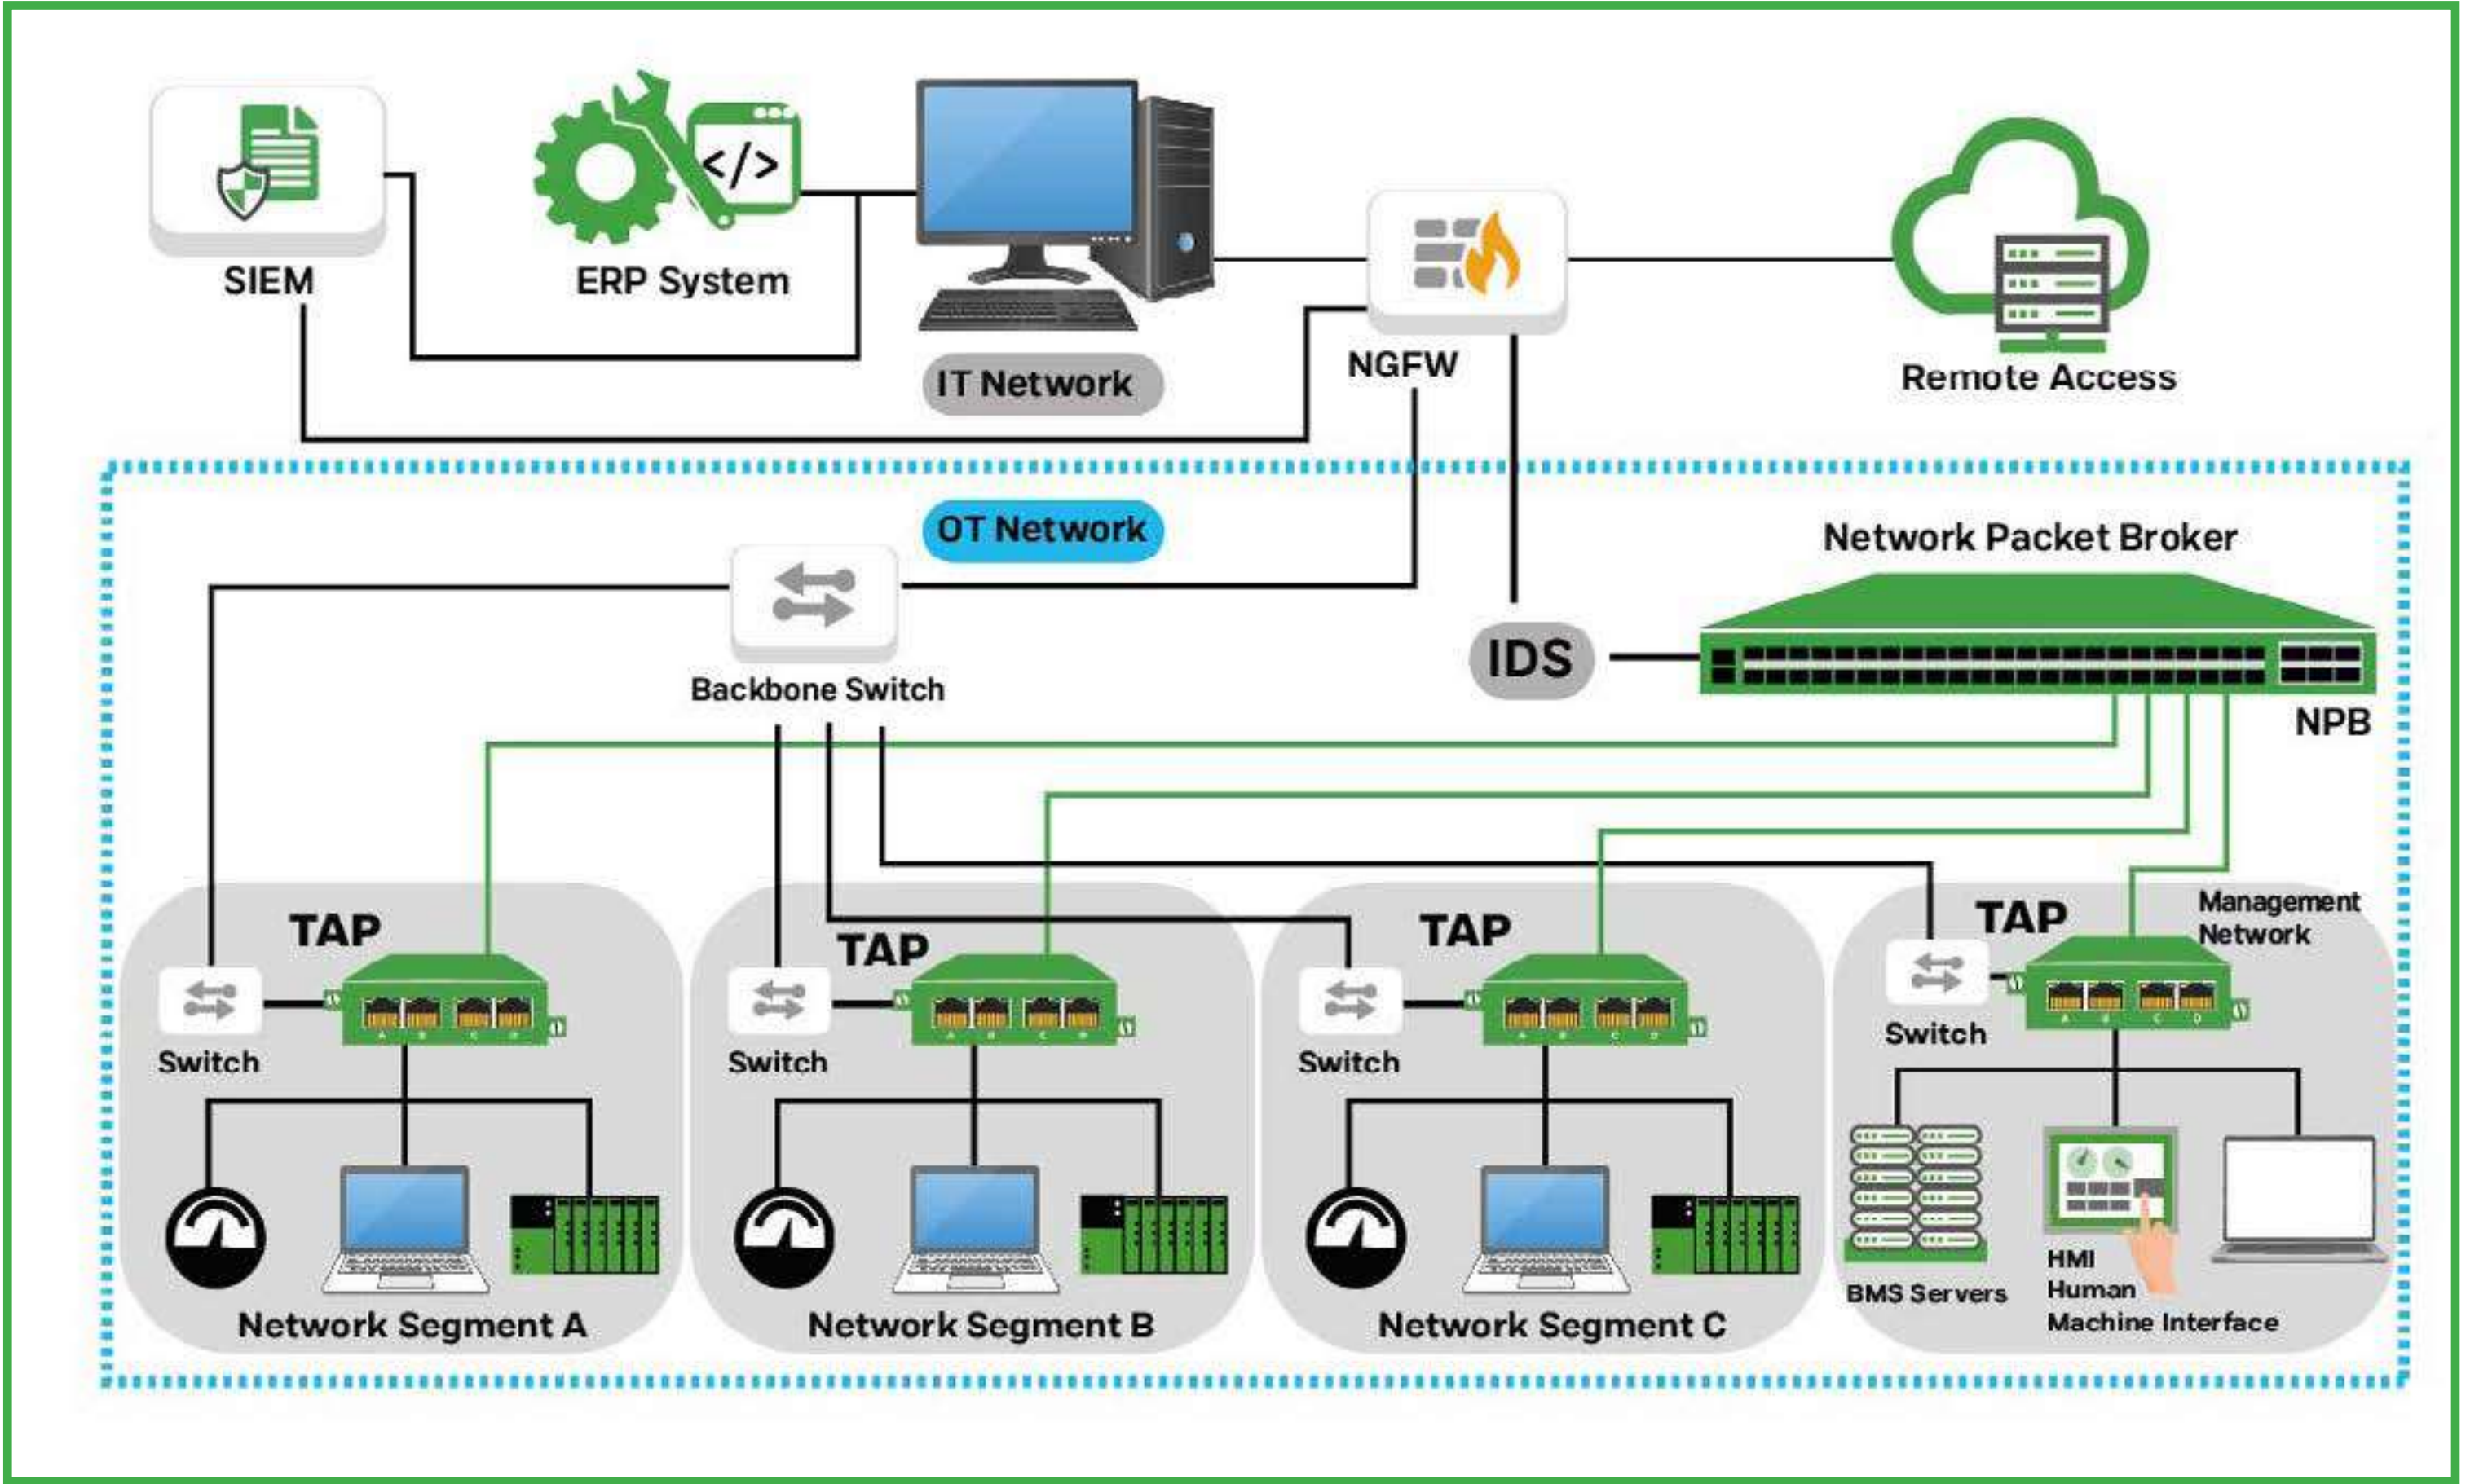 </>
SIEM
ERP System
IT Network
NGFW
Remote Access
OT Network
Network Packet Broker
IDS
Backbone Switch
NPB
TAP
TAP
TAP
TAP
Management
Network
Switch
Switch
Switch
Switch
A B C D
A B C D
A B C D
A B C D
Network Segment A
Network Segment B
Network Segment C
BMS Servers
HMI
Human
Machine Interface